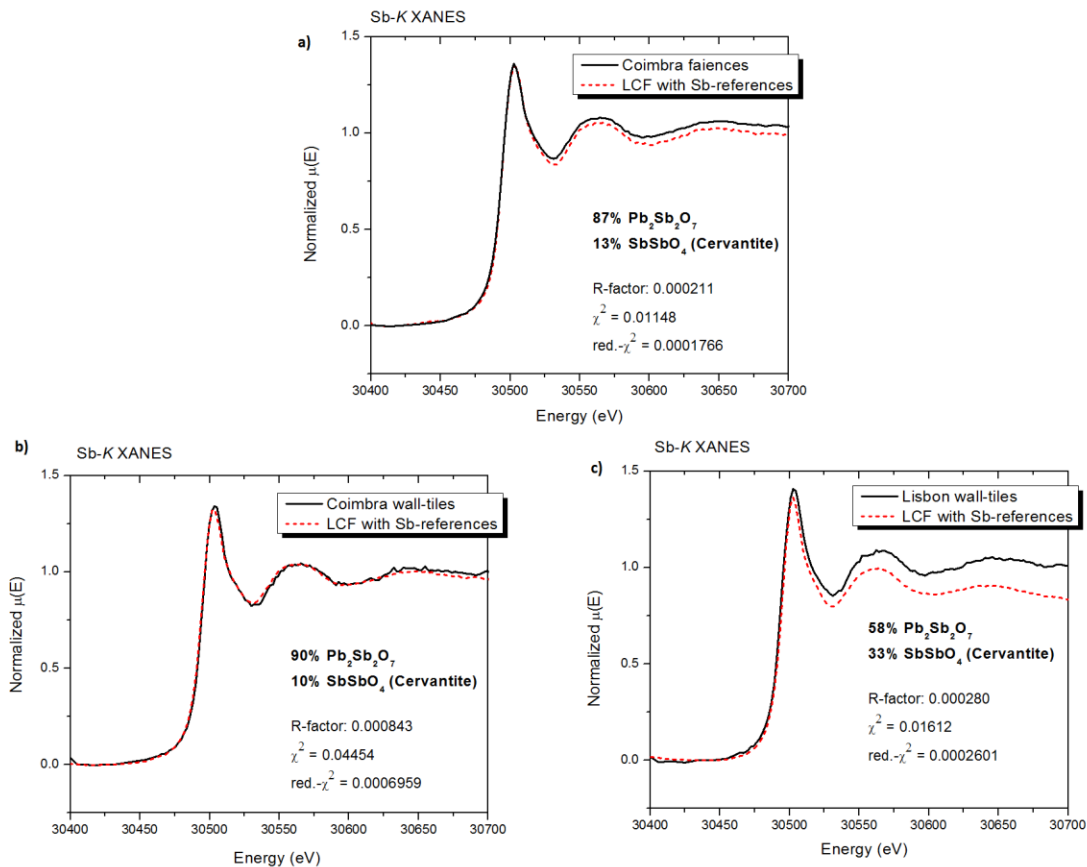 Sb-K XANES
a)
1.5
1.0
0.5
0.0
Normalized μ(E)
Coimbra faiences
LCF with Sb-references
87% Pb₂Sb₂O₇
13% SbSbO₄ (Cervantite)
R-factor: 0.000211
χ² = 0.01148
red.-χ² = 0.0001766
30400 30450 30500 30550 30600 30650 30700
Energy (eV)
b)
Sb-K XANES
1.5
1.0
0.5
0.0
Normalized μ(E)
Coimbra wall-tiles
LCF with Sb-references
90% Pb₂Sb₂O₇
10% SbSbO₄ (Cervantite)
R-factor: 0.000843
χ² = 0.04454
red.-χ² = 0.0006959
30400 30450 30500 30550 30600 30650 30700
Energy (eV)
c)
Sb-K XANES
1.5
1.0
0.5
0.0
Normalized μ(E)
Lisbon wall-tiles
LCF with Sb-references
58% Pb₂Sb₂O₇
33% SbSbO₄ (Cervantite)
R-factor: 0.000280
χ² = 0.01612
red.-χ² = 0.0002601
30400 30450 30500 30550 30600 30650 30700
Energy (eV)